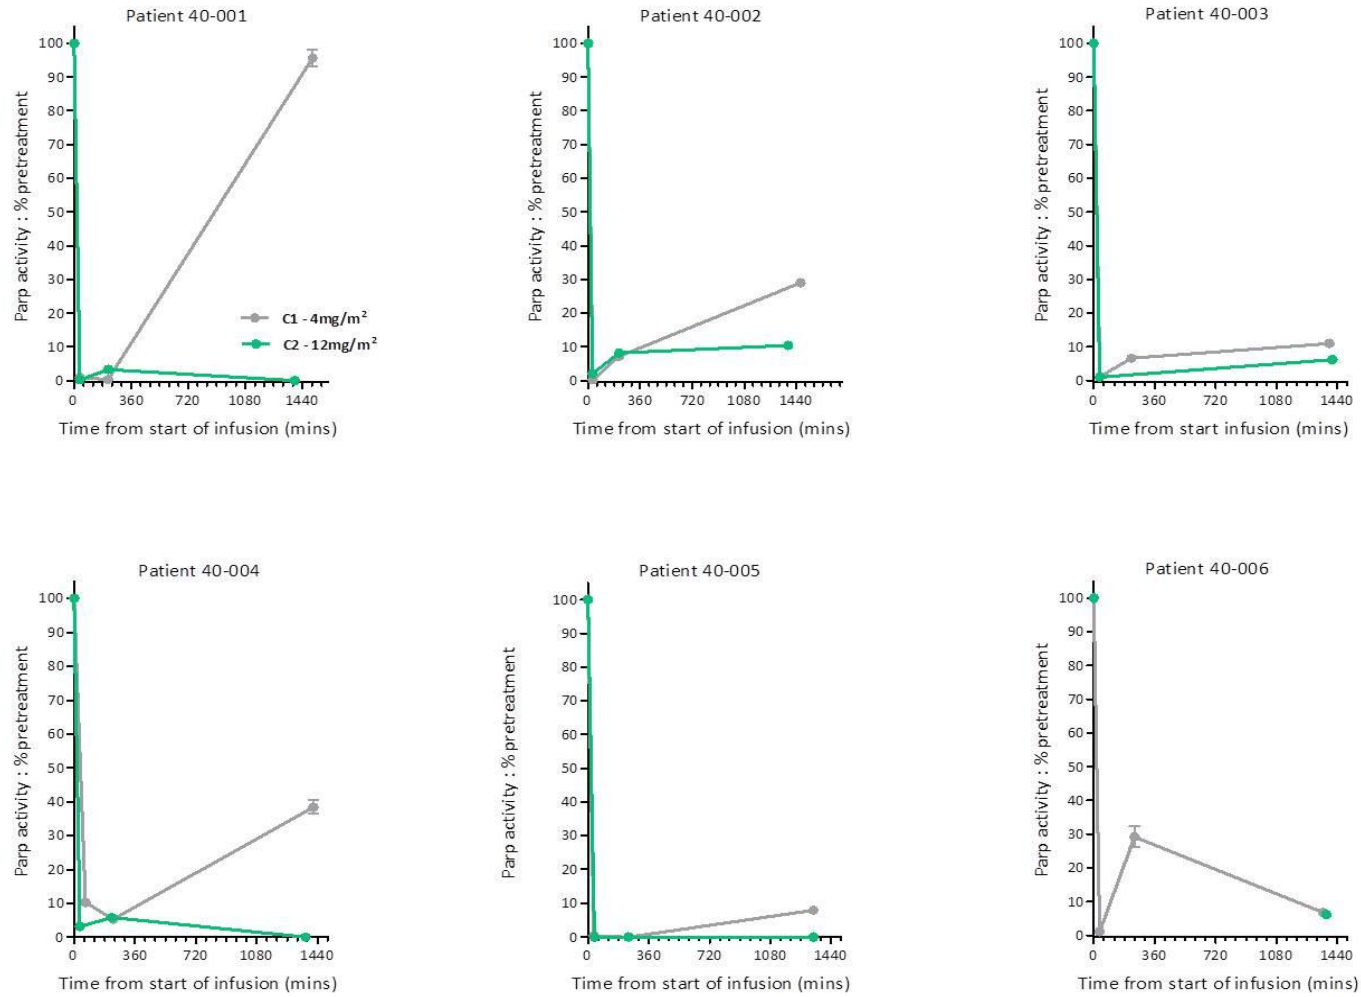 Patient 40-001
100
90
80
70
60
50
40
30
20
10
0
Parp activity : % pretreatment
C1 - 4mg/m²
C2 - 12mg/m²
0 360 720 1080 1440
Time from start of infusion (mins)
Patient 40-002
100
90
80
70
60
50
40
30
20
10
0
Parp activity : % pretreatment
0 360 720 1080 1440
Time from start of infusion (mins)
Patient 40-003
100
90
80
70
60
50
40
30
20
10
0
Parp activity : % pretreatment
0 360 720 1080 1440
Time from start infusion (mins)
Patient 40-004
100
90
80
70
60
50
40
30
20
10
0
Parp activity : % pretreatment
0 360 720 1080 1440
Time from start of infusion (mins)
Patient 40-005
100
90
80
70
60
50
40
30
20
10
0
Parp activity : % pretreatment
0 360 720 1080 1440
Time from start of infusion (mins)
Patient 40-006
100
90
80
70
60
50
40
30
20
10
0
Parp activity : % pretreatment
0 360 720 1080 1440
Time from start of infusion (mins)